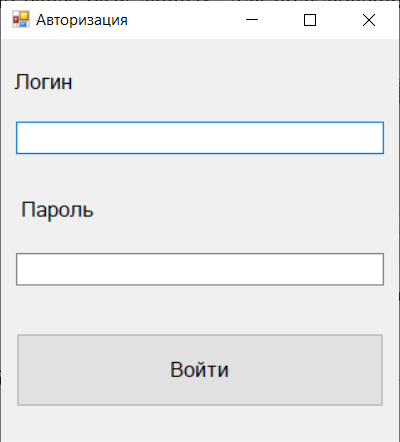 Авторизация
Логин
Пароль
Войти